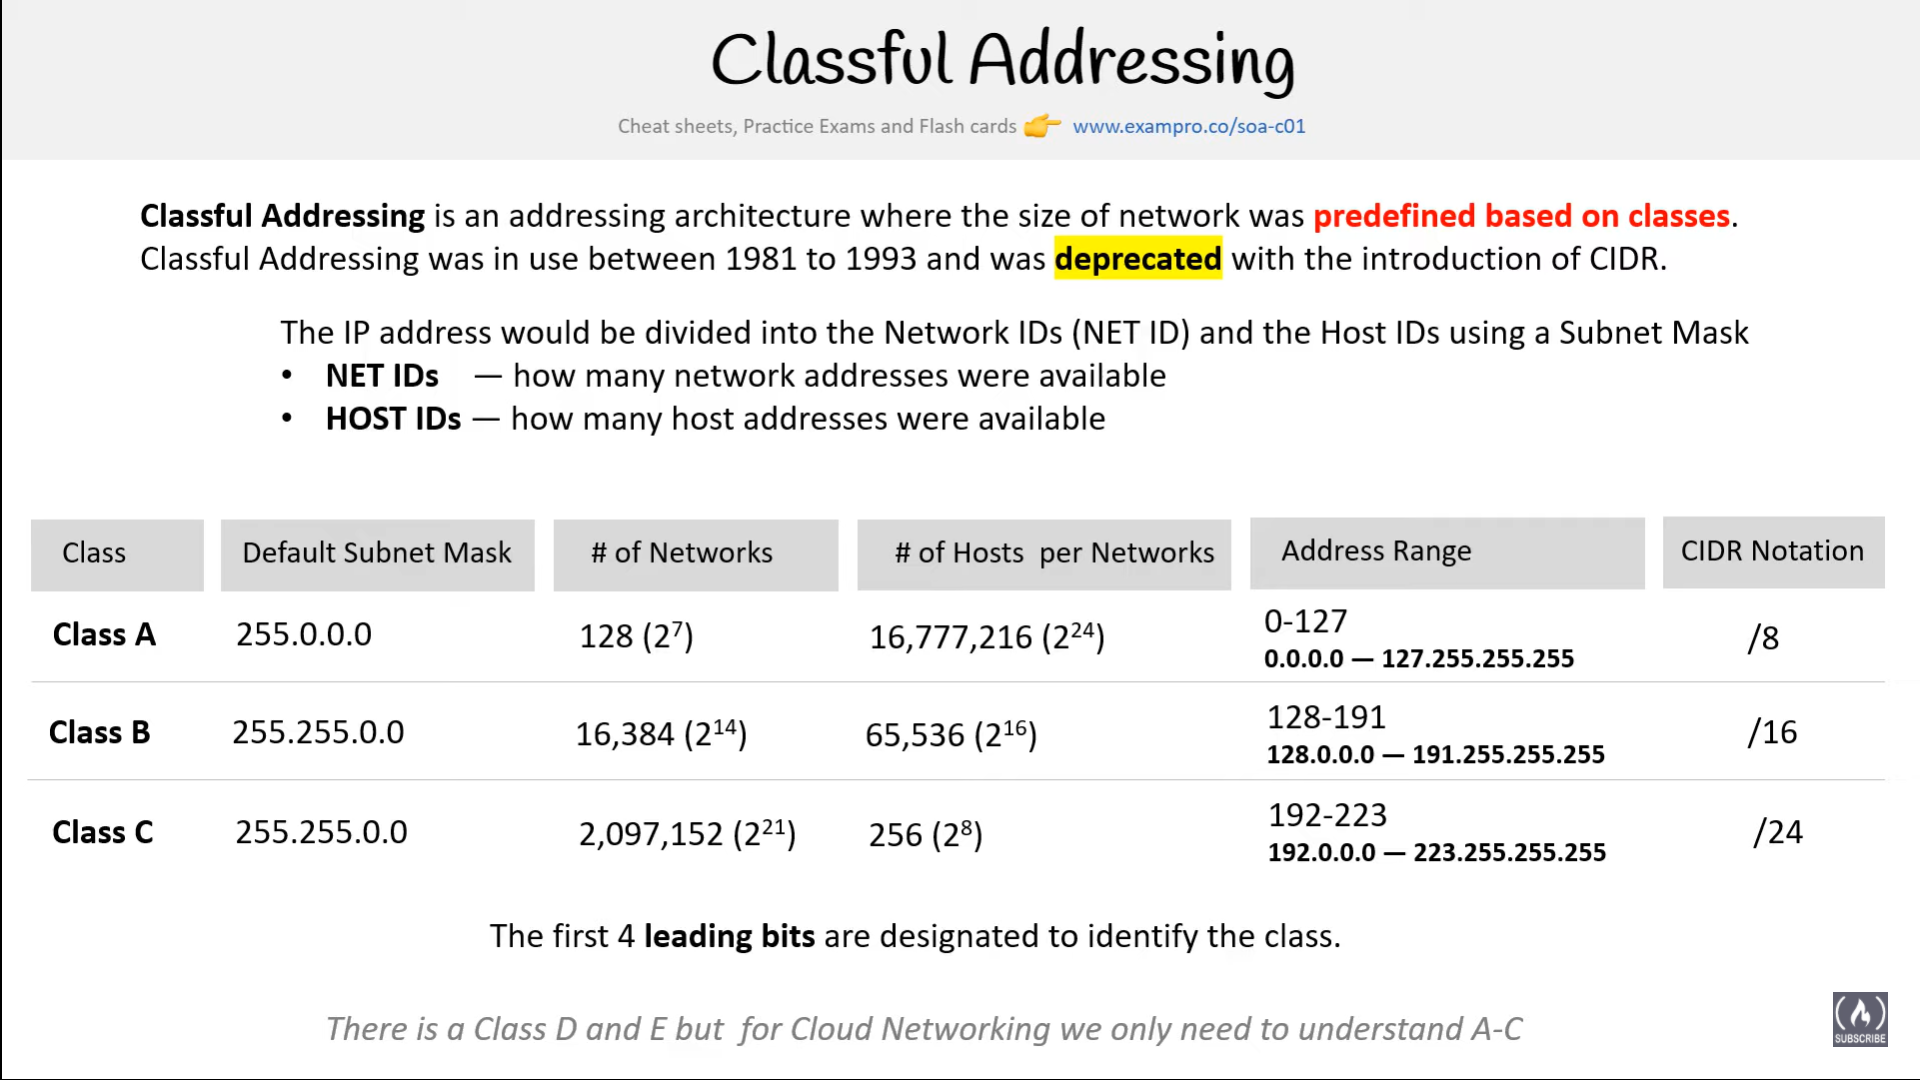 Classful Addressing
Cheat sheets, Practice Exams and Flash cards 👉 www.exampro.co/soa-c01
Classful Addressing is an addressing architecture where the size of network was predefined based on classes.
Classful Addressing was in use between 1981 to 1993 and was deprecated with the introduction of CIDR.
The IP address would be divided into the Network IDs (NET ID) and the Host IDs using a Subnet Mask
• NET IDs — how many network addresses were available
• HOST IDs — how many host addresses were available
Class Default Subnet Mask # of Networks # of Hosts per Networks Address Range CIDR Notation
Class A 255.0.0.0 128 (2⁷) 16,777,216 (2²⁴) 0-127 /8
0.0.0.0 — 127.255.255.255
Class B 255.255.0.0 16,384 (2¹⁴) 65,536 (2¹⁶) 128-191 /16
128.0.0.0 — 191.255.255.255
Class C 255.255.0.0 2,097,152 (2²¹) 256 (2⁸) 192-223 /24
192.0.0.0 — 223.255.255.255
The first 4 leading bits are designated to identify the class.
There is a Class D and E but for Cloud Networking we only need to understand A-C
SUBSCRIBE